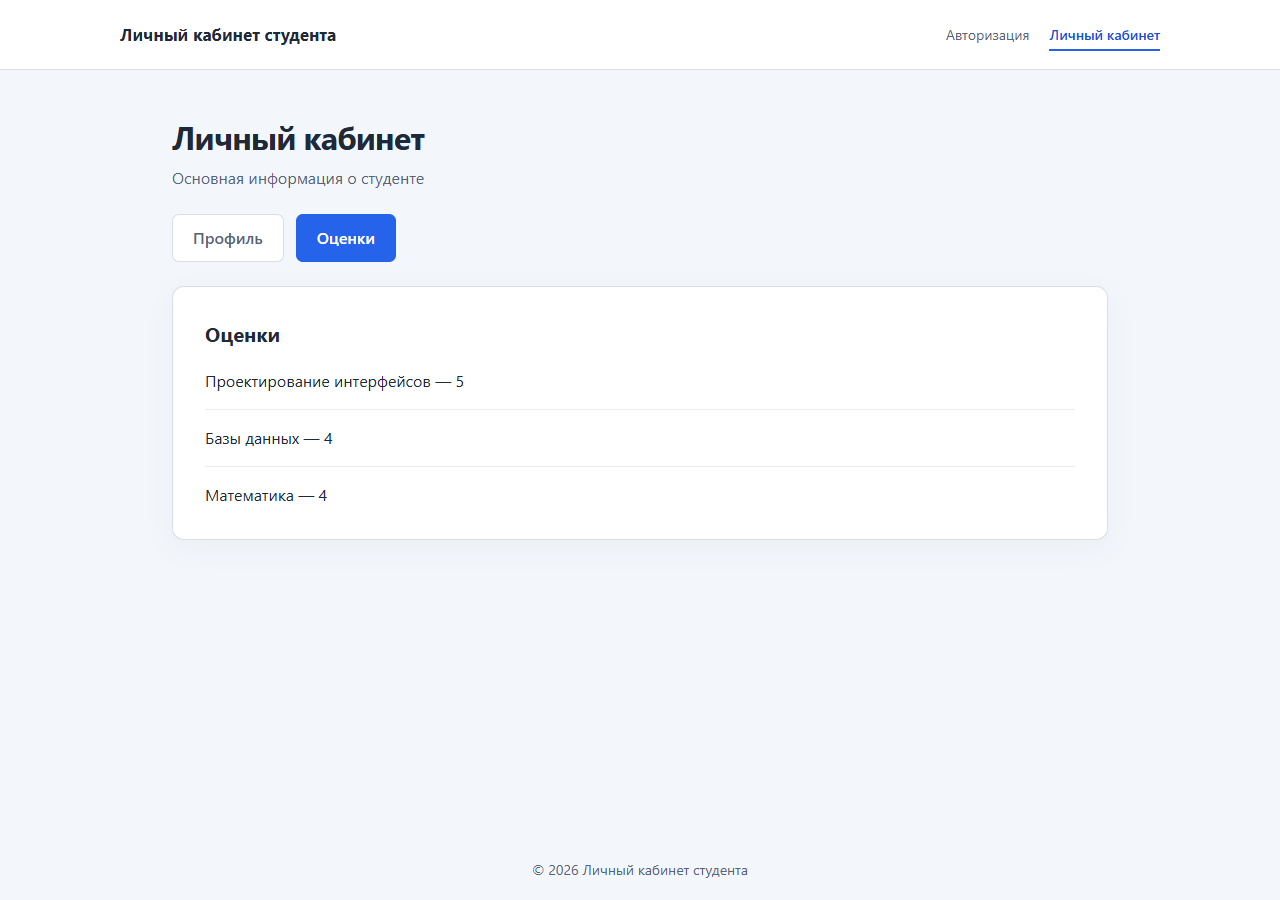 Личный кабинет студента
Авторизация
Личный кабинет
Личный кабинет
Основная информация о студенте
Профиль
Оценки
Оценки
Проектирование интерфейсов — 5
Базы данных — 4
Математика — 4
© 2026 Личный кабинет студента